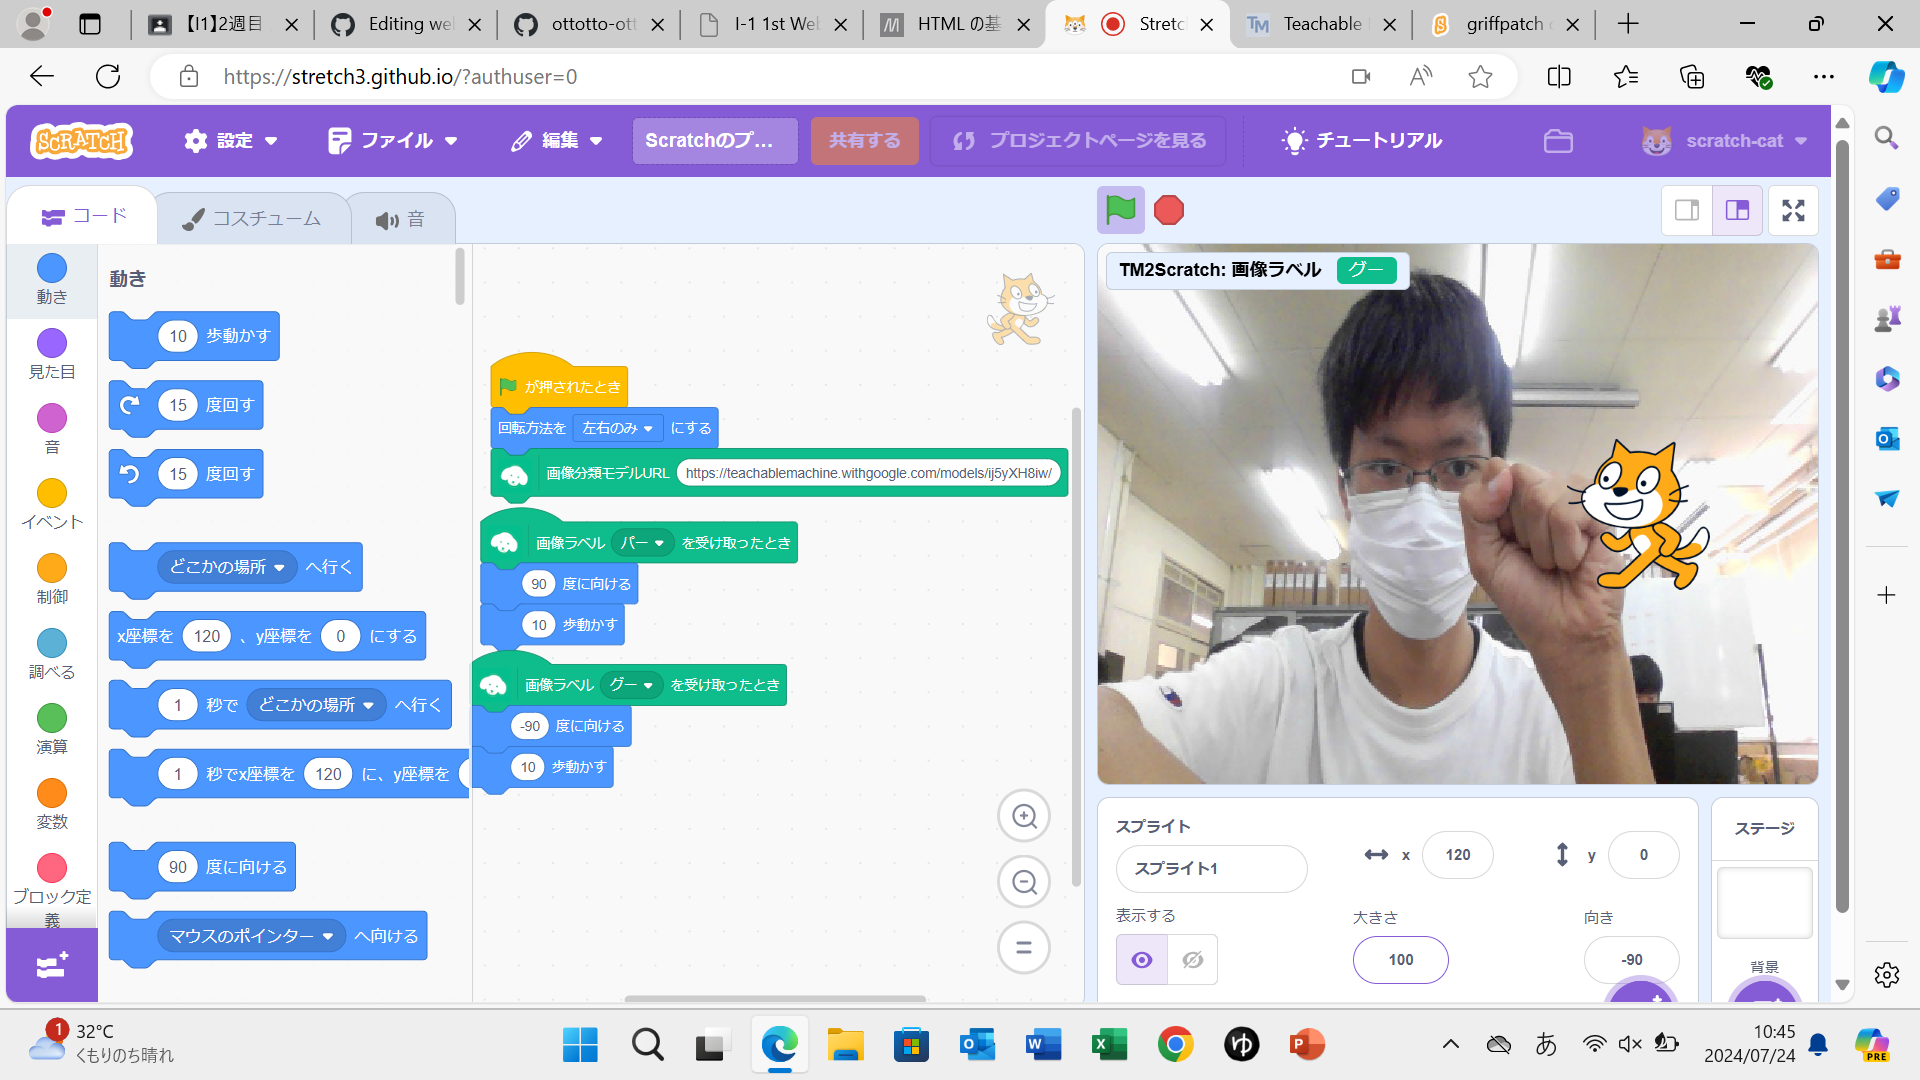 【I1】2週目
Editing wel
ottotto-ott
I-1 1st Web
HTML の基
Stretc
Teachable
griffpatch
https://stretch3.github.io/?authuser=0
SCRATCH
設定
ファイル
編集
Scratchのプ...
共有する
プロジェクトページを見る
チュートリアル
scratch-cat
コード
コスチューム
音
動き
見た目
音
イベント
制御
調べる
演算
変数
ブロック定
義
動き
10 歩動かす
15 度回す
15 度回す
どこかの場所 へ行く
x座標を 120 、y座標を 0 にする
1 秒で どこかの場所 へ行く
1 秒でx座標を 120 に、y座標を
90 度に向ける
マウスのポインター へ向ける
が押されたとき
回転方法を 左右のみ にする
画像分類モデルURL https://teachablemachine.withgoogle.com/models/ij5yXH8iw/
画像ラベル パー を受け取ったとき
90 度に向ける
10 歩動かす
画像ラベル グー を受け取ったとき
-90 度に向ける
10 歩動かす
TM2Scratch: 画像ラベル グー
スプライト
スプライト1
x 120
y 0
表示する
大きさ
100
向き
-90
ステージ
背景
1
32°C
くもりのち晴れ
あ
10:45
2024/07/24
PRE